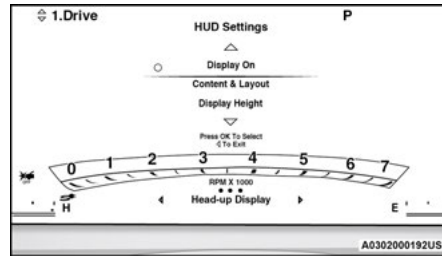 1.Drive
P
HUD Settings
Display On
Content & Layout
Display Height
Press OK To Select
To Exit
0 1 2 3 4 5 6 7
RPM X 1000
H
Head-up Display
E
A0302000192US